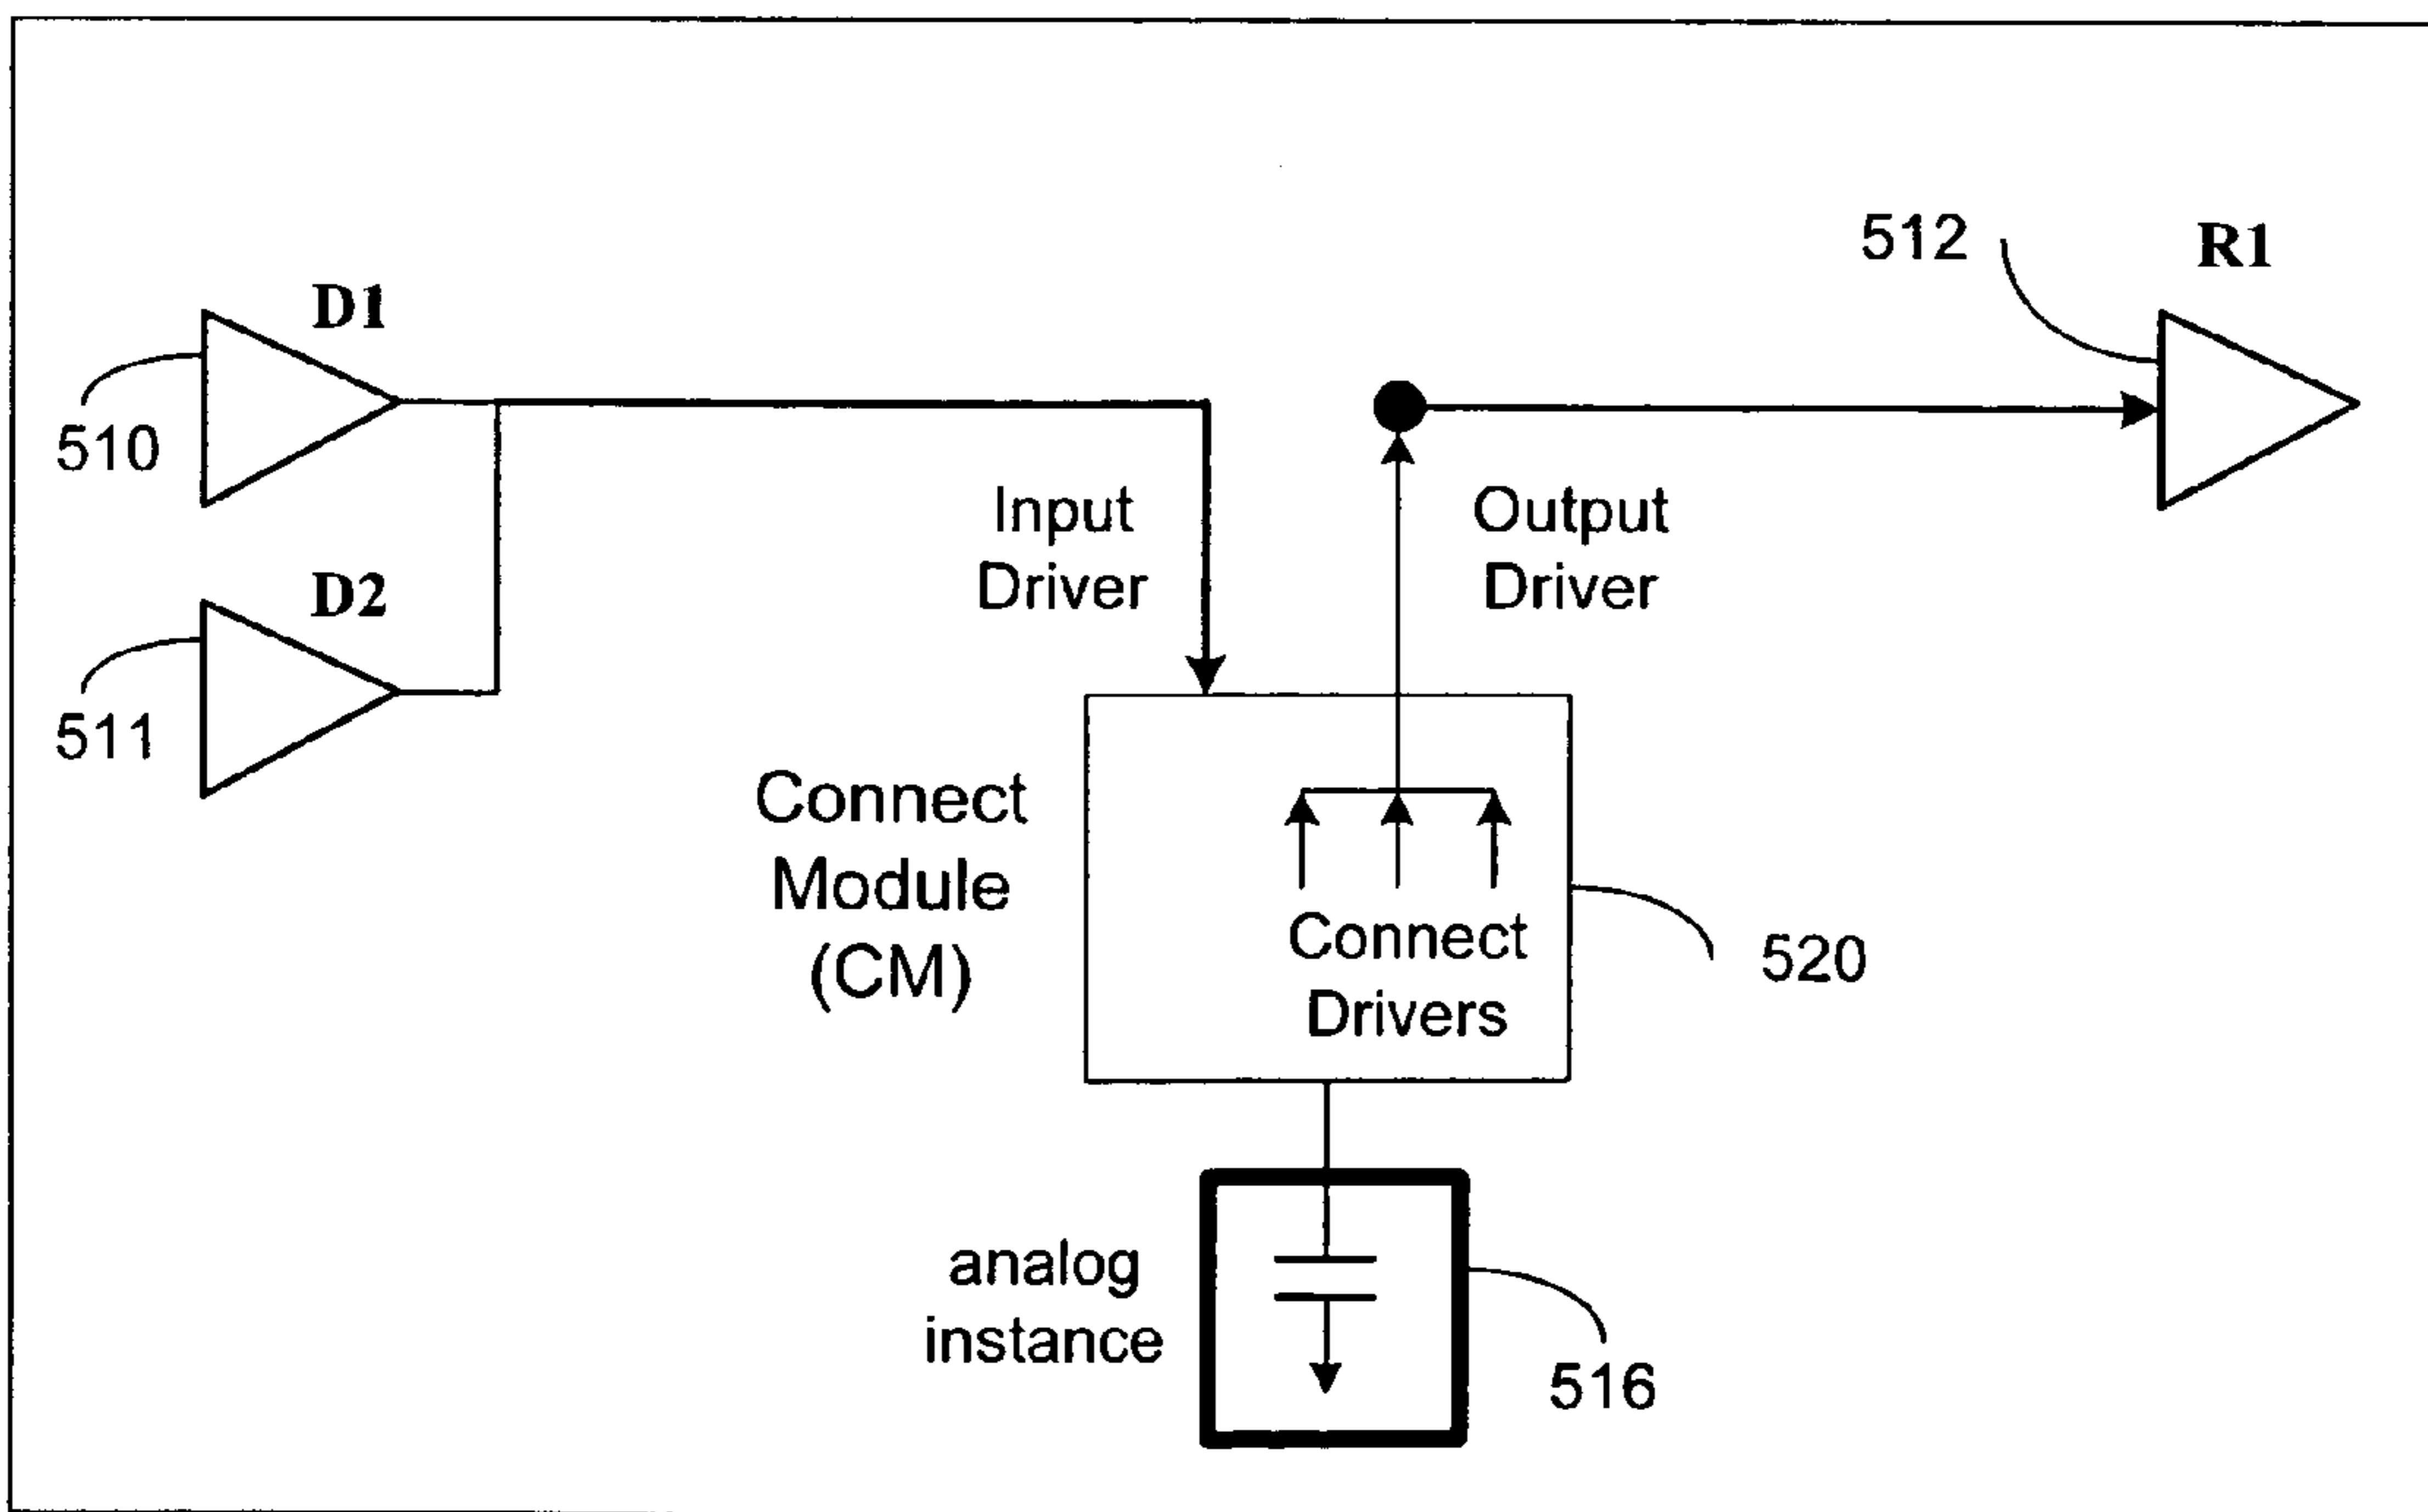 512
R1
D1
510
Input
Driver
Output
Driver
D2
511
Connect
Module
(CM)
Connect
Drivers
520
analog
instance
516